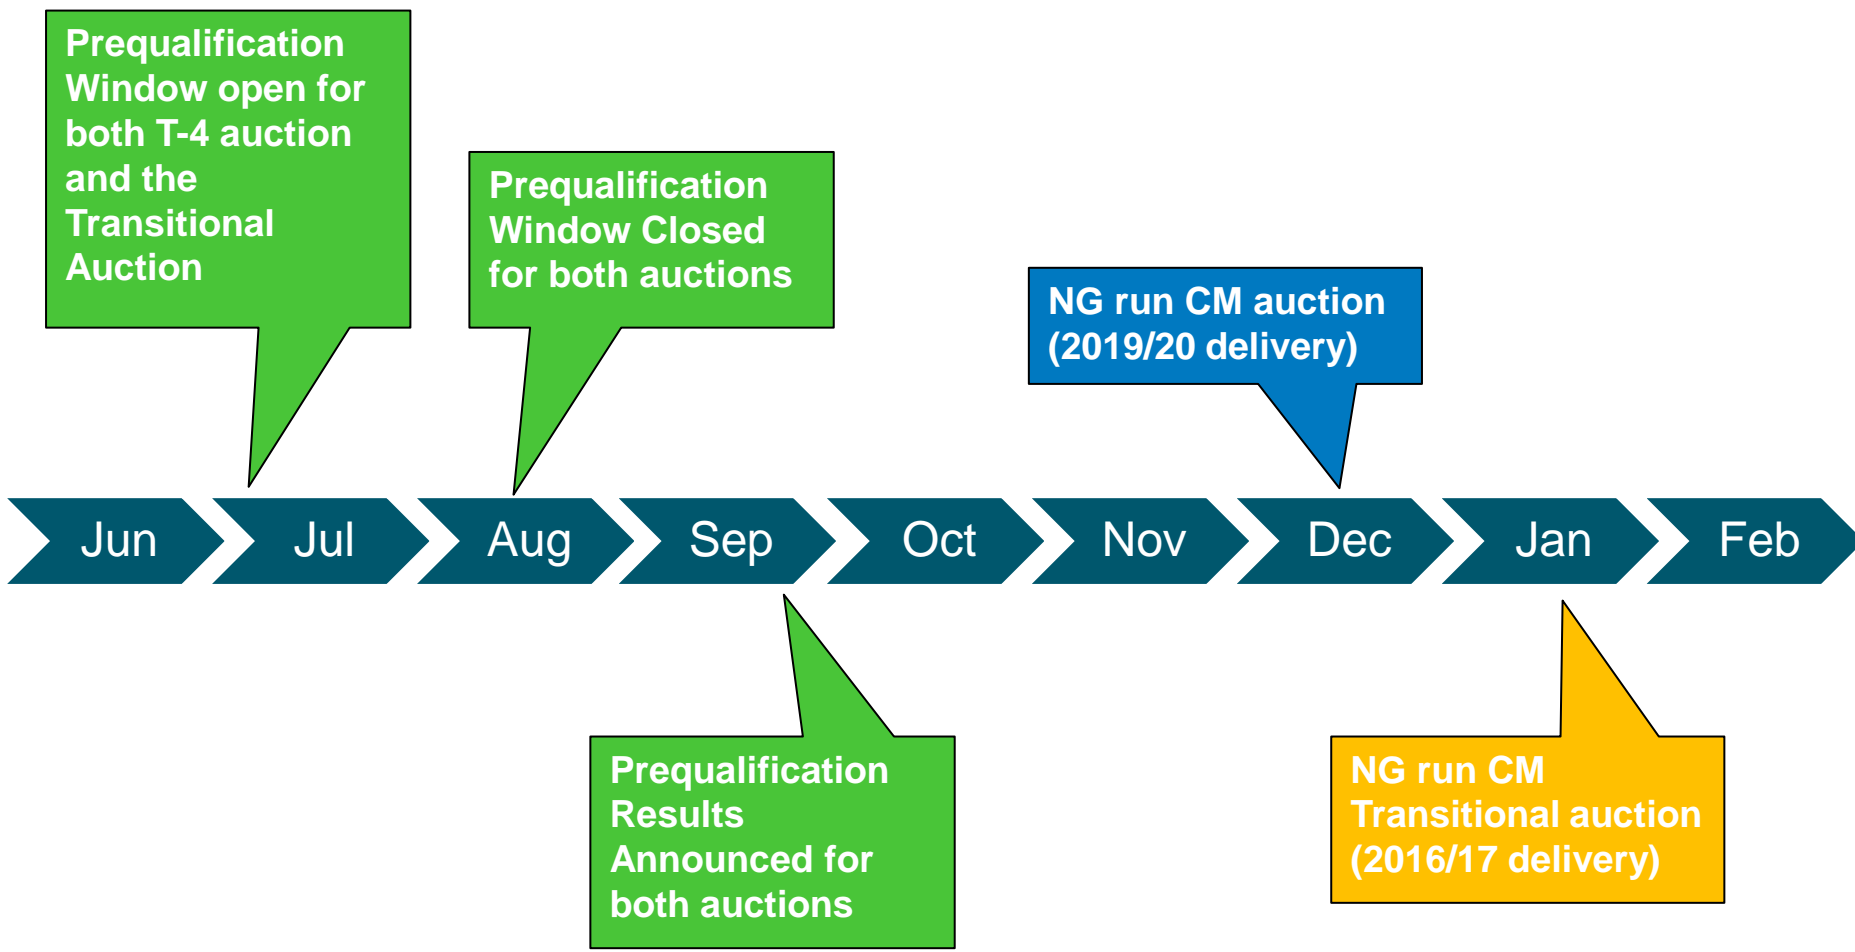 Prequalification
Window open for
both T-4 auction
and the
Transitional
Auction
Prequalification
Window Closed
for both auctions
NG run CM auction
(2019/20 delivery)
Jun
Jul
Aug
Sep
Oct
Nov
Dec
Jan
Feb
Prequalification
Results
Announced for
both auctions
NG run CM
Transitional auction
(2016/17 delivery)